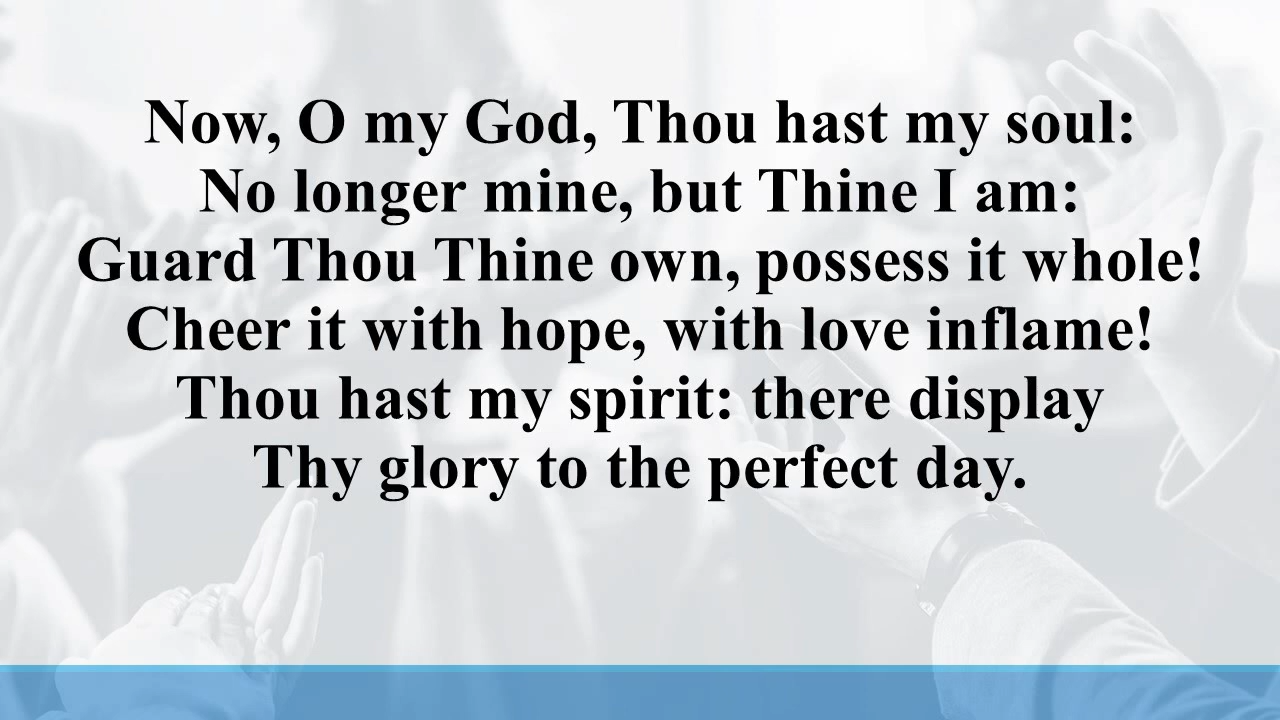 Now, O my God, Thou hast my soul:
No longer mine, but Thine I am:
Guard Thou Thine own, possess it whole!
Cheer it with hope, with love inflame!
Thou hast my spirit: there display
Thy glory to the perfect day.